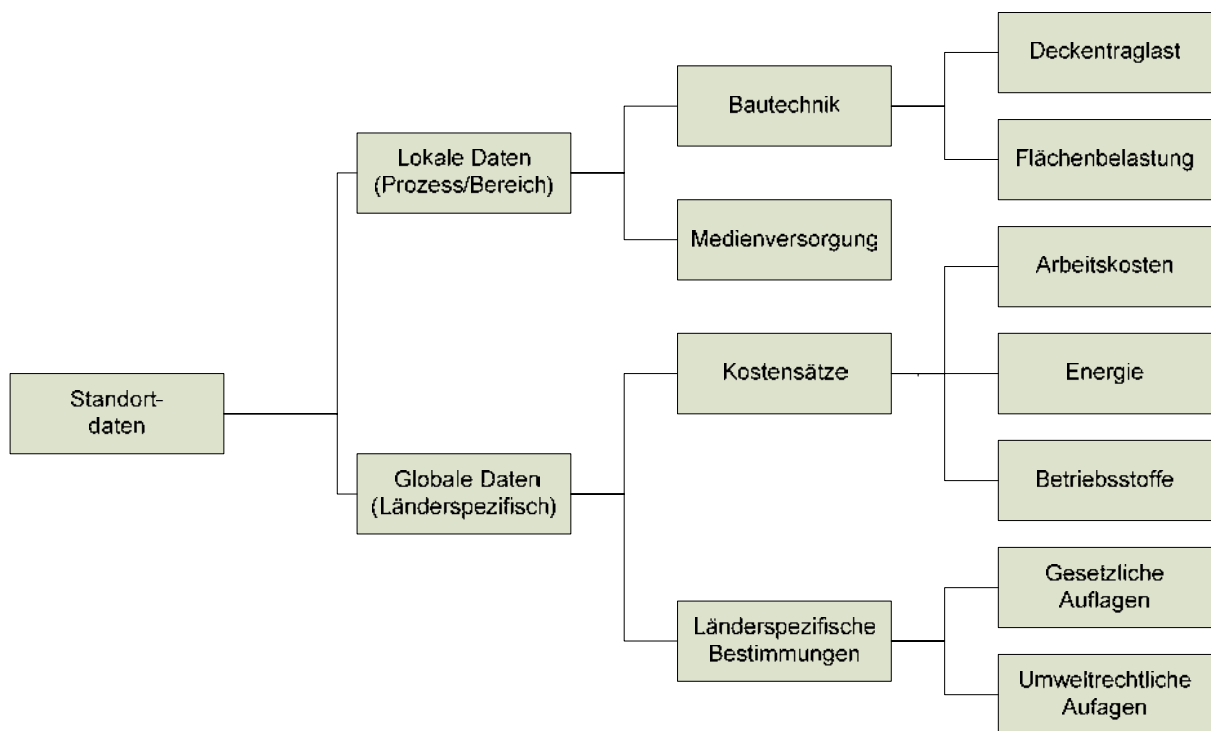 Standort-
daten
Lokale Daten
(Prozess/Bereich)
Globale Daten
(Länderspezifisch)
Bautechnik
Medienversorgung
Kostensätze
Länderspezifische
Bestimmungen
Deckentraglast
Flächenbelastung
Arbeitskosten
Energie
Betriebsstoffe
Gesetzliche
Auflagen
Umweltrechtliche
Aufagen